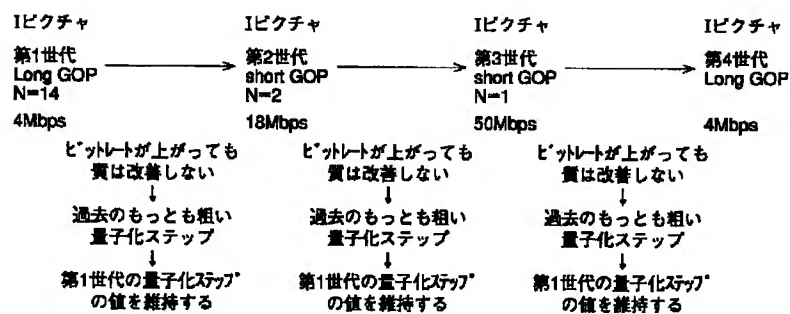 Iピクチャ
Iピクチャ
Iピクチャ
Iピクチャ
第1世代
Long GOP
N=14
第2世代
short GOP
N=2
第3世代
short GOP
N=1
第4世代
Long GOP
4Mbps
18Mbps
50Mbps
4Mbps
ビットレートが上がっても
質は改善しない
↓
過去のもっとも粗い
量子化ステップ
↓
第1世代の量子化ステップ
の値を維持する
ビットレートが上がっても
質は改善しない
↓
過去のもっとも粗い
量子化ステップ
↓
第1世代の量子化ステップ
の値を維持する
ビットレートが上がっても
質は改善しない
↓
過去のもっとも粗い
量子化ステップ
↓
第1世代の量子化ステップ
の値を維持する